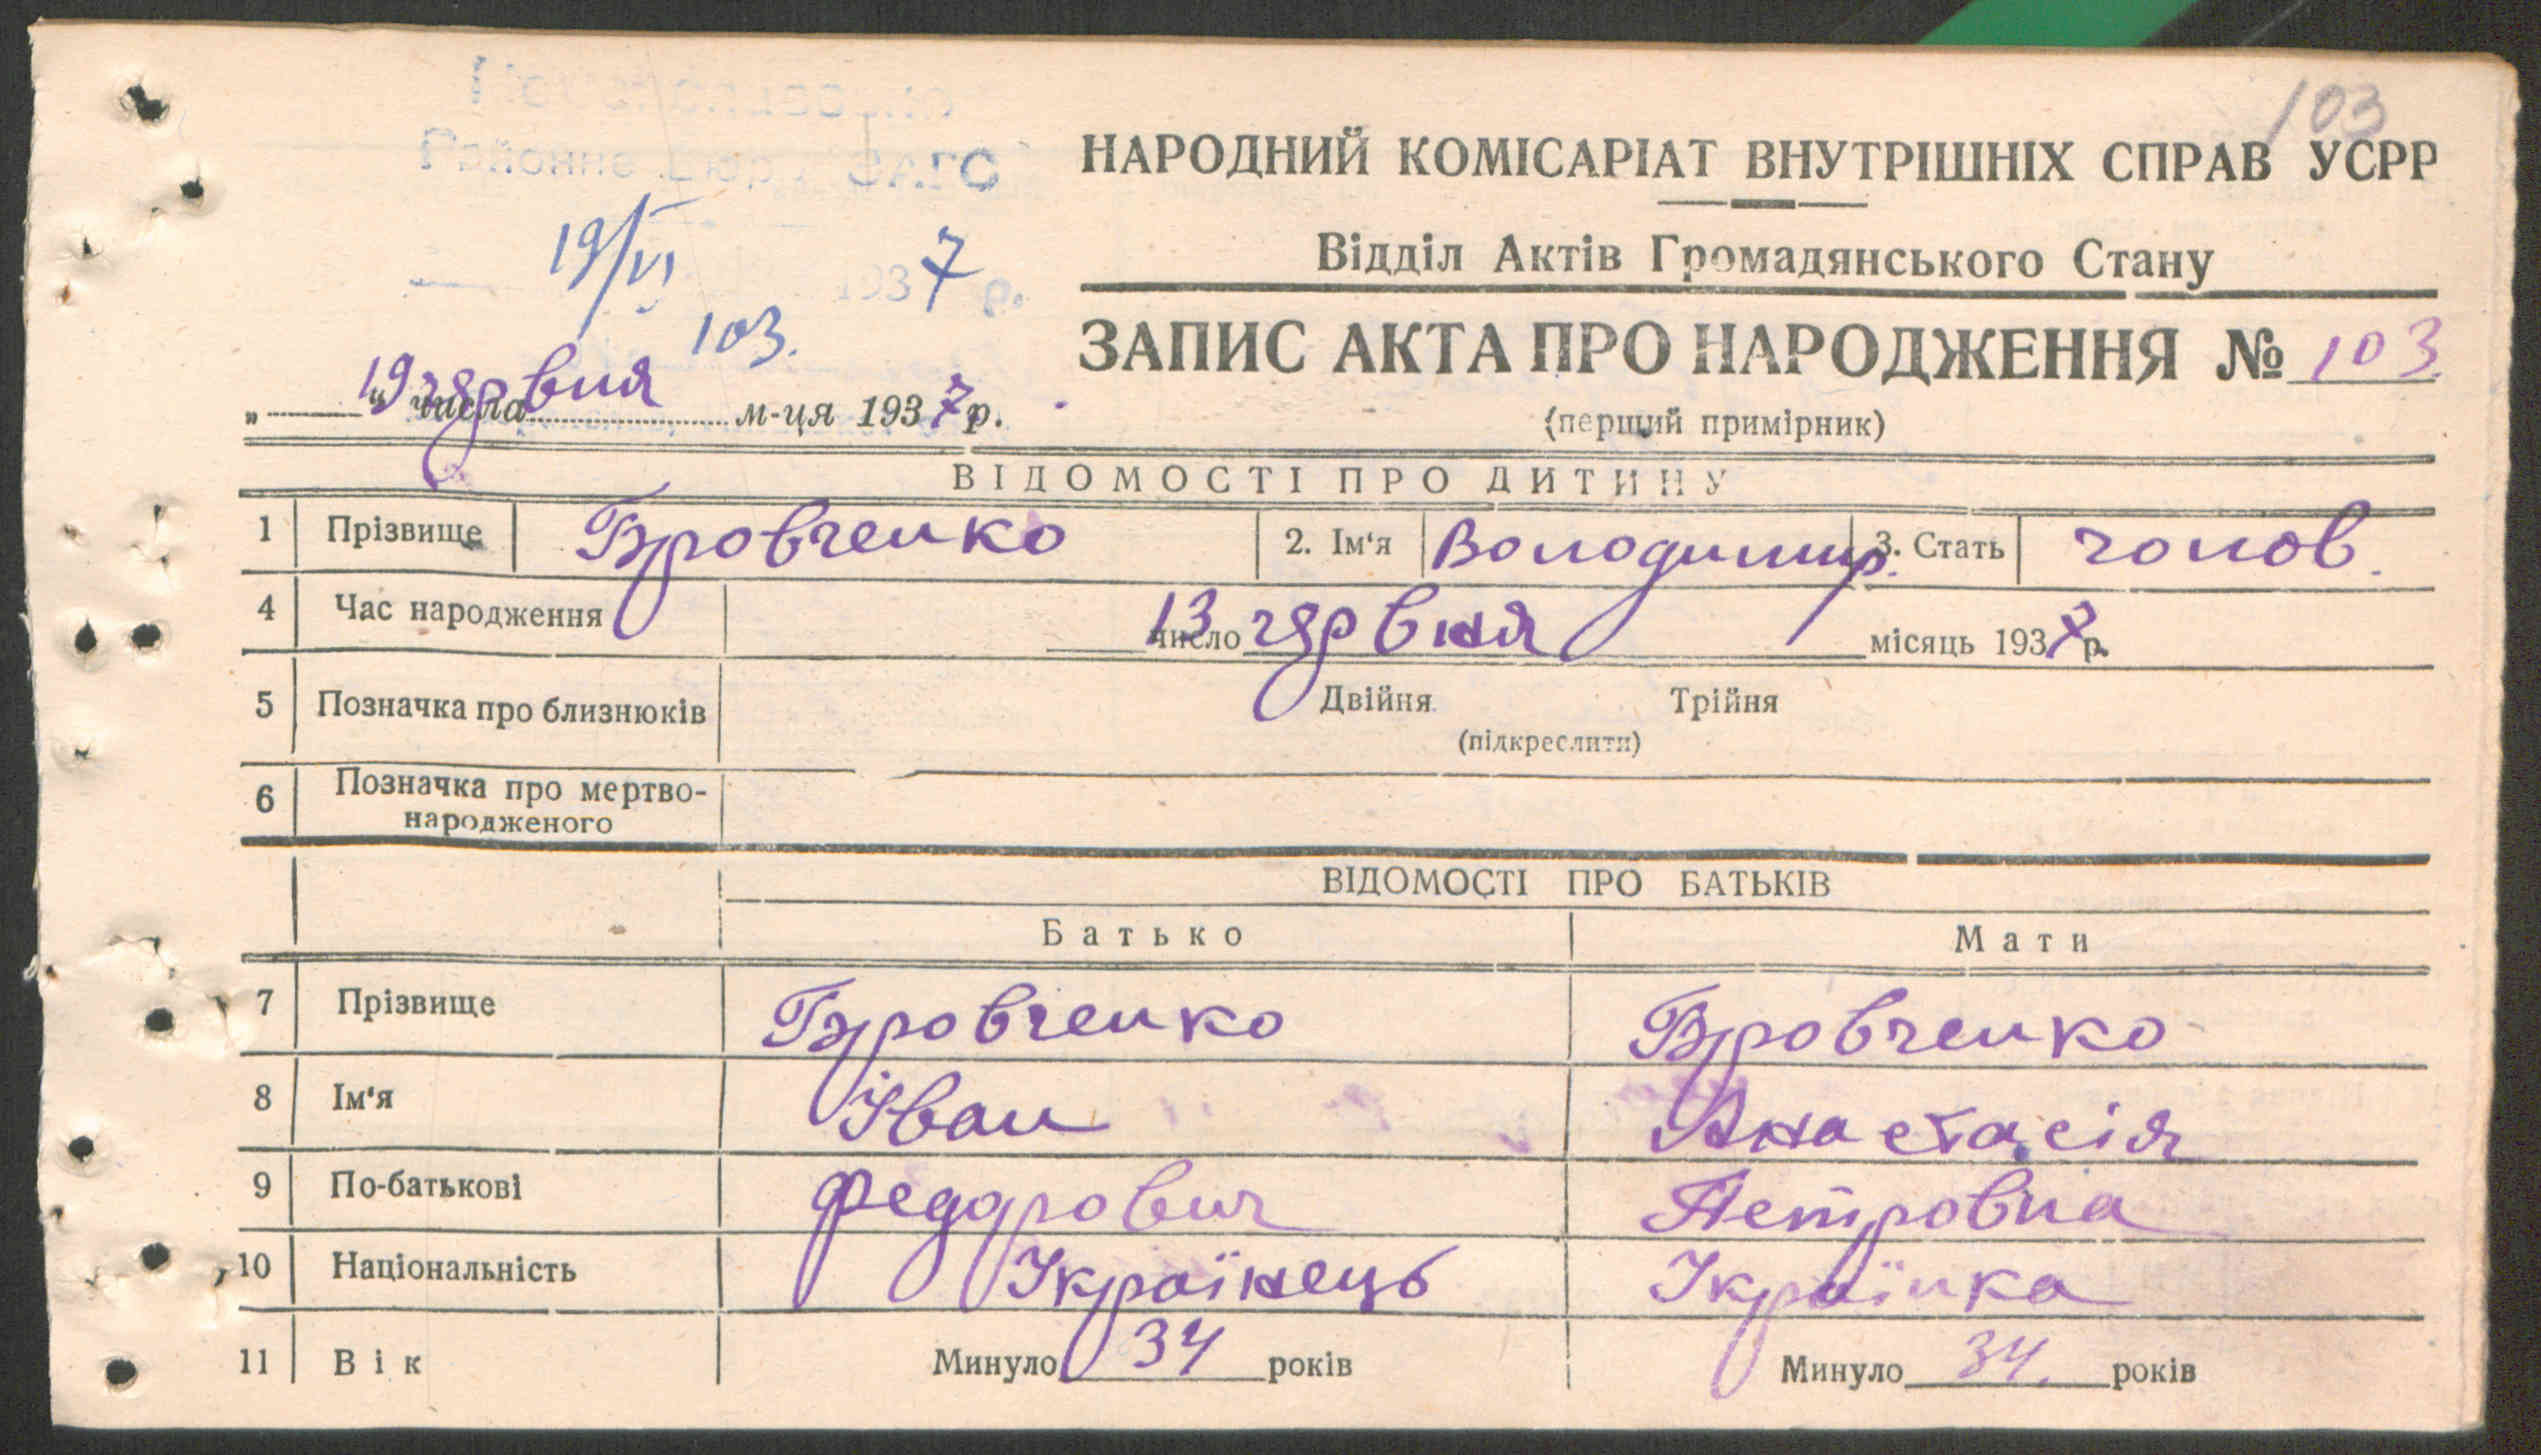 103
Районне Бюро ЗАГС
НАРОДНИЙ КОМІСАРІАТ ВНУТРІШНІХ СПРАВ УСРР
Відділ Актів Громадянського Стану
19/VI 1937 р.
103.
ЗАПИС АКТА ПРО НАРОДЖЕННЯ № 103
(перший примірник)
„19“ числа червня м-ця 1937 р.
ВІДОМОСТІ ПРО ДИТИНУ
1 Прізвище Бровченко 2. Ім'я Володимир. 3. Стать чолов.
4 Час народження 13 число червня місяць 1937 р.
5 Позначка про близнюків Двійня Трійня
(підкреслити)
6 Позначка про мертво-
народженого
ВІДОМОСТІ ПРО БАТЬКІВ
Батько Мати
7 Прізвище Бровченко Бровченко
8 Ім'я Іван Анастасія
9 По-батькові Федорович Петровна
10 Національність Українець Українка
11 Вік Минуло 34 років Минуло 34. років